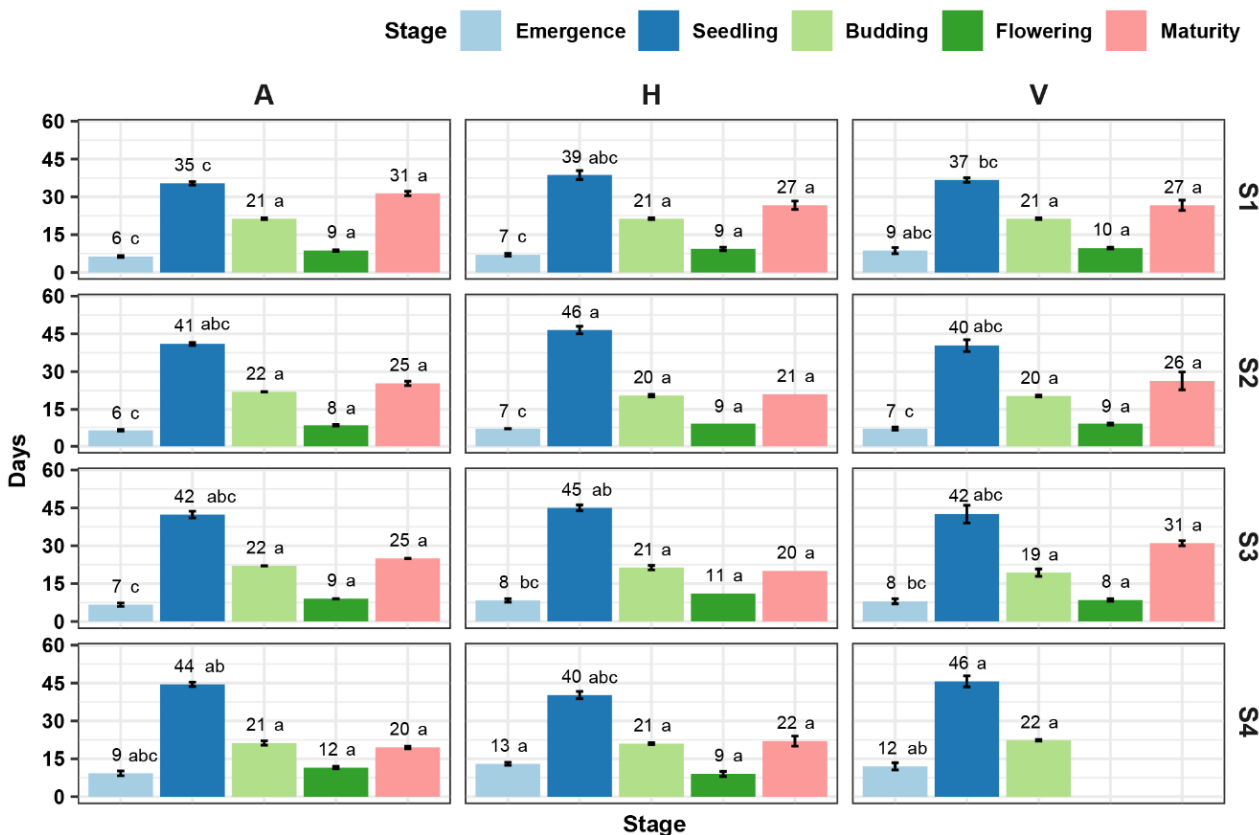 Stage Emergence Seedling Budding Flowering Maturity
A H V
60
45
30
15
0
6 c 35 c 21 a 9 a 31 a
7 c 39 abc 21 a 9 a 27 a
9 abc 37 bc 21 a 10 a 27 a
S1
60
45
30
15
0
6 c 41 abc 22 a 8 a 25 a
7 c 46 a 20 a 9 a 21 a
7 c 40 abc 20 a 9 a 26 a
S2
Days
60
45
30
15
0
7 c 42 abc 22 a 9 a 25 a
8 bc 45 ab 21 a 11 a 20 a
8 bc 42 abc 19 a 8 a 31 a
S3
60
45
30
15
0
9 abc 44 ab 21 a 12 a 20 a
13 a 40 abc 21 a 9 a 22 a
12 ab 46 a 22 a
S4
Stage